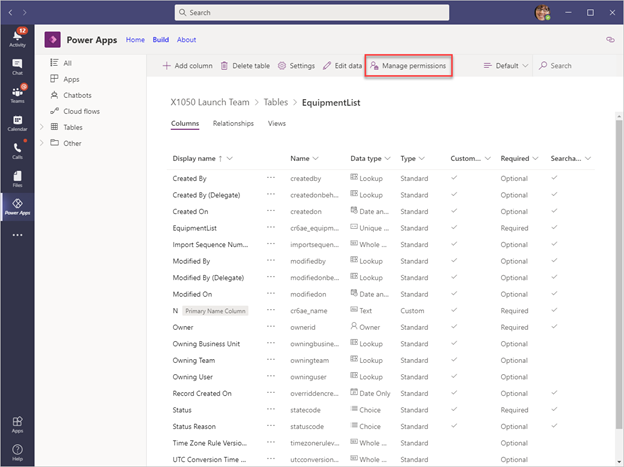 Search
12
Activity
Chat
Teams
Calendar
Calls
Files
Power Apps
Apps
Help
Power Apps Home Build About
All
Apps
Chatbots
Cloud flows
Tables
Other
Add column Delete table Settings Edit data Manage permissions Default Search
X1050 Launch Team > Tables > EquipmentList
Columns Relationships Views
Display name ↑ Name Data type Type Custom... Required Searcha...
Created By ... createdby Lookup Standard Optional
Created By (Delegate) ... createdonbeh... Lookup Standard Optional
Created On ... createdon Date an... Standard Optional
EquipmentList ... cr6ae_equipm... Unique ... Standard Required
Import Sequence Num... ... importsequen... Whole ... Standard Optional
Modified By ... modifiedby Lookup Standard Optional
Modified By (Delegate) ... modifiedonbe... Lookup Standard Optional
Modified On ... modifiedon Date an... Standard Optional
N Primary Name Column ... cr6ae_name Text Custom Required
Owner ... ownerid Owner Standard Required
Owning Business Unit ... owningbusine... Lookup Standard Optional
Owning Team ... owningteam Lookup Standard Optional
Owning User ... owninguser Lookup Standard Optional
Record Created On ... overriddencre... Date Only Standard Optional
Status ... statecode Choice Standard Required
Status Reason ... statuscode Choice Standard Optional
Time Zone Rule Versio... ... timezonerulev... Whole ... Standard Optional
UTC Conversion Time ... ... utcconversion... Whole ... Standard Optional